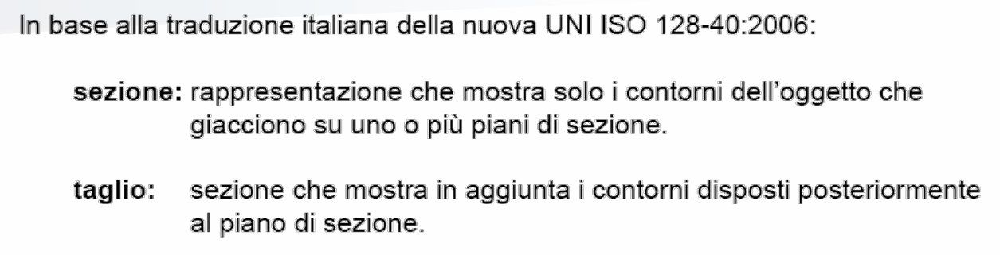 In base alla traduzione italiana della nuova UNI ISO 128-40:2006:
sezione: rappresentazione che mostra solo i contorni dell'oggetto che
giacciono su uno o più piani di sezione.
taglio: sezione che mostra in aggiunta i contorni disposti posteriormente
al piano di sezione.